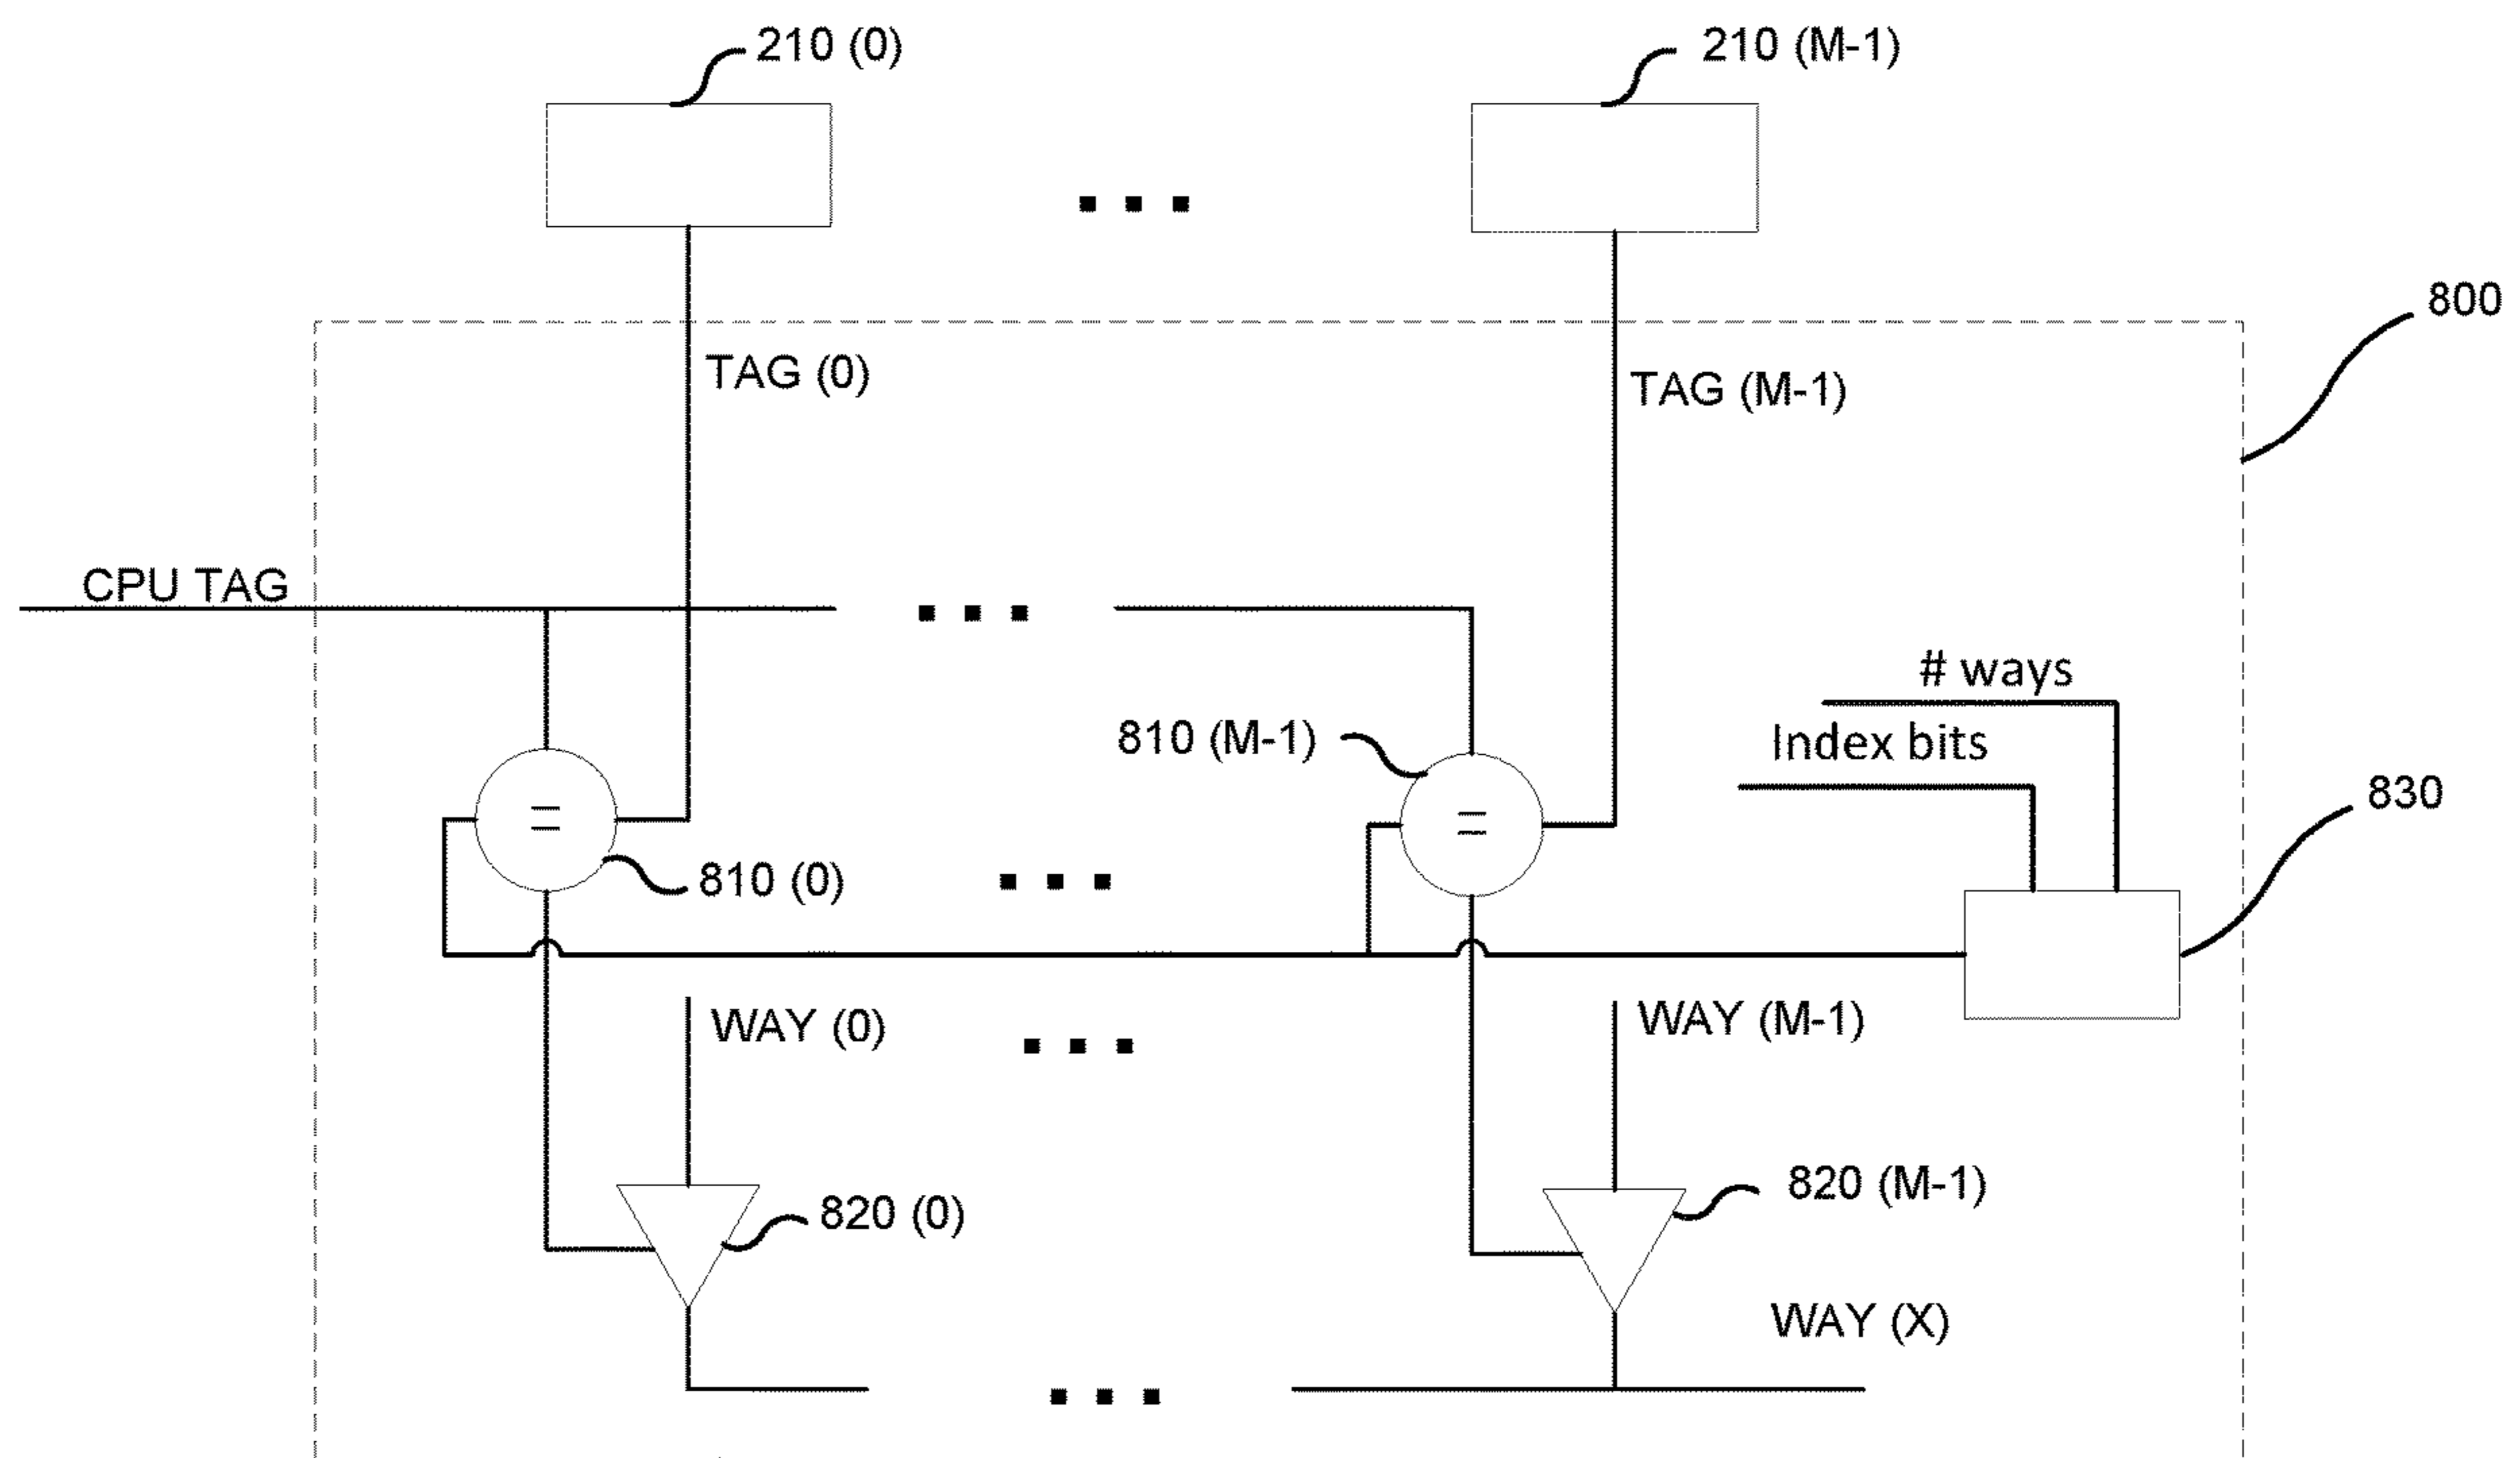 210 (0)
210 (M-1)
800
TAG (0)
TAG (M-1)
CPU TAG
# ways
810 (M-1)
Index bits
830
=
=
810 (0)
WAY (0)
WAY (M-1)
820 (M-1)
820 (0)
WAY (X)